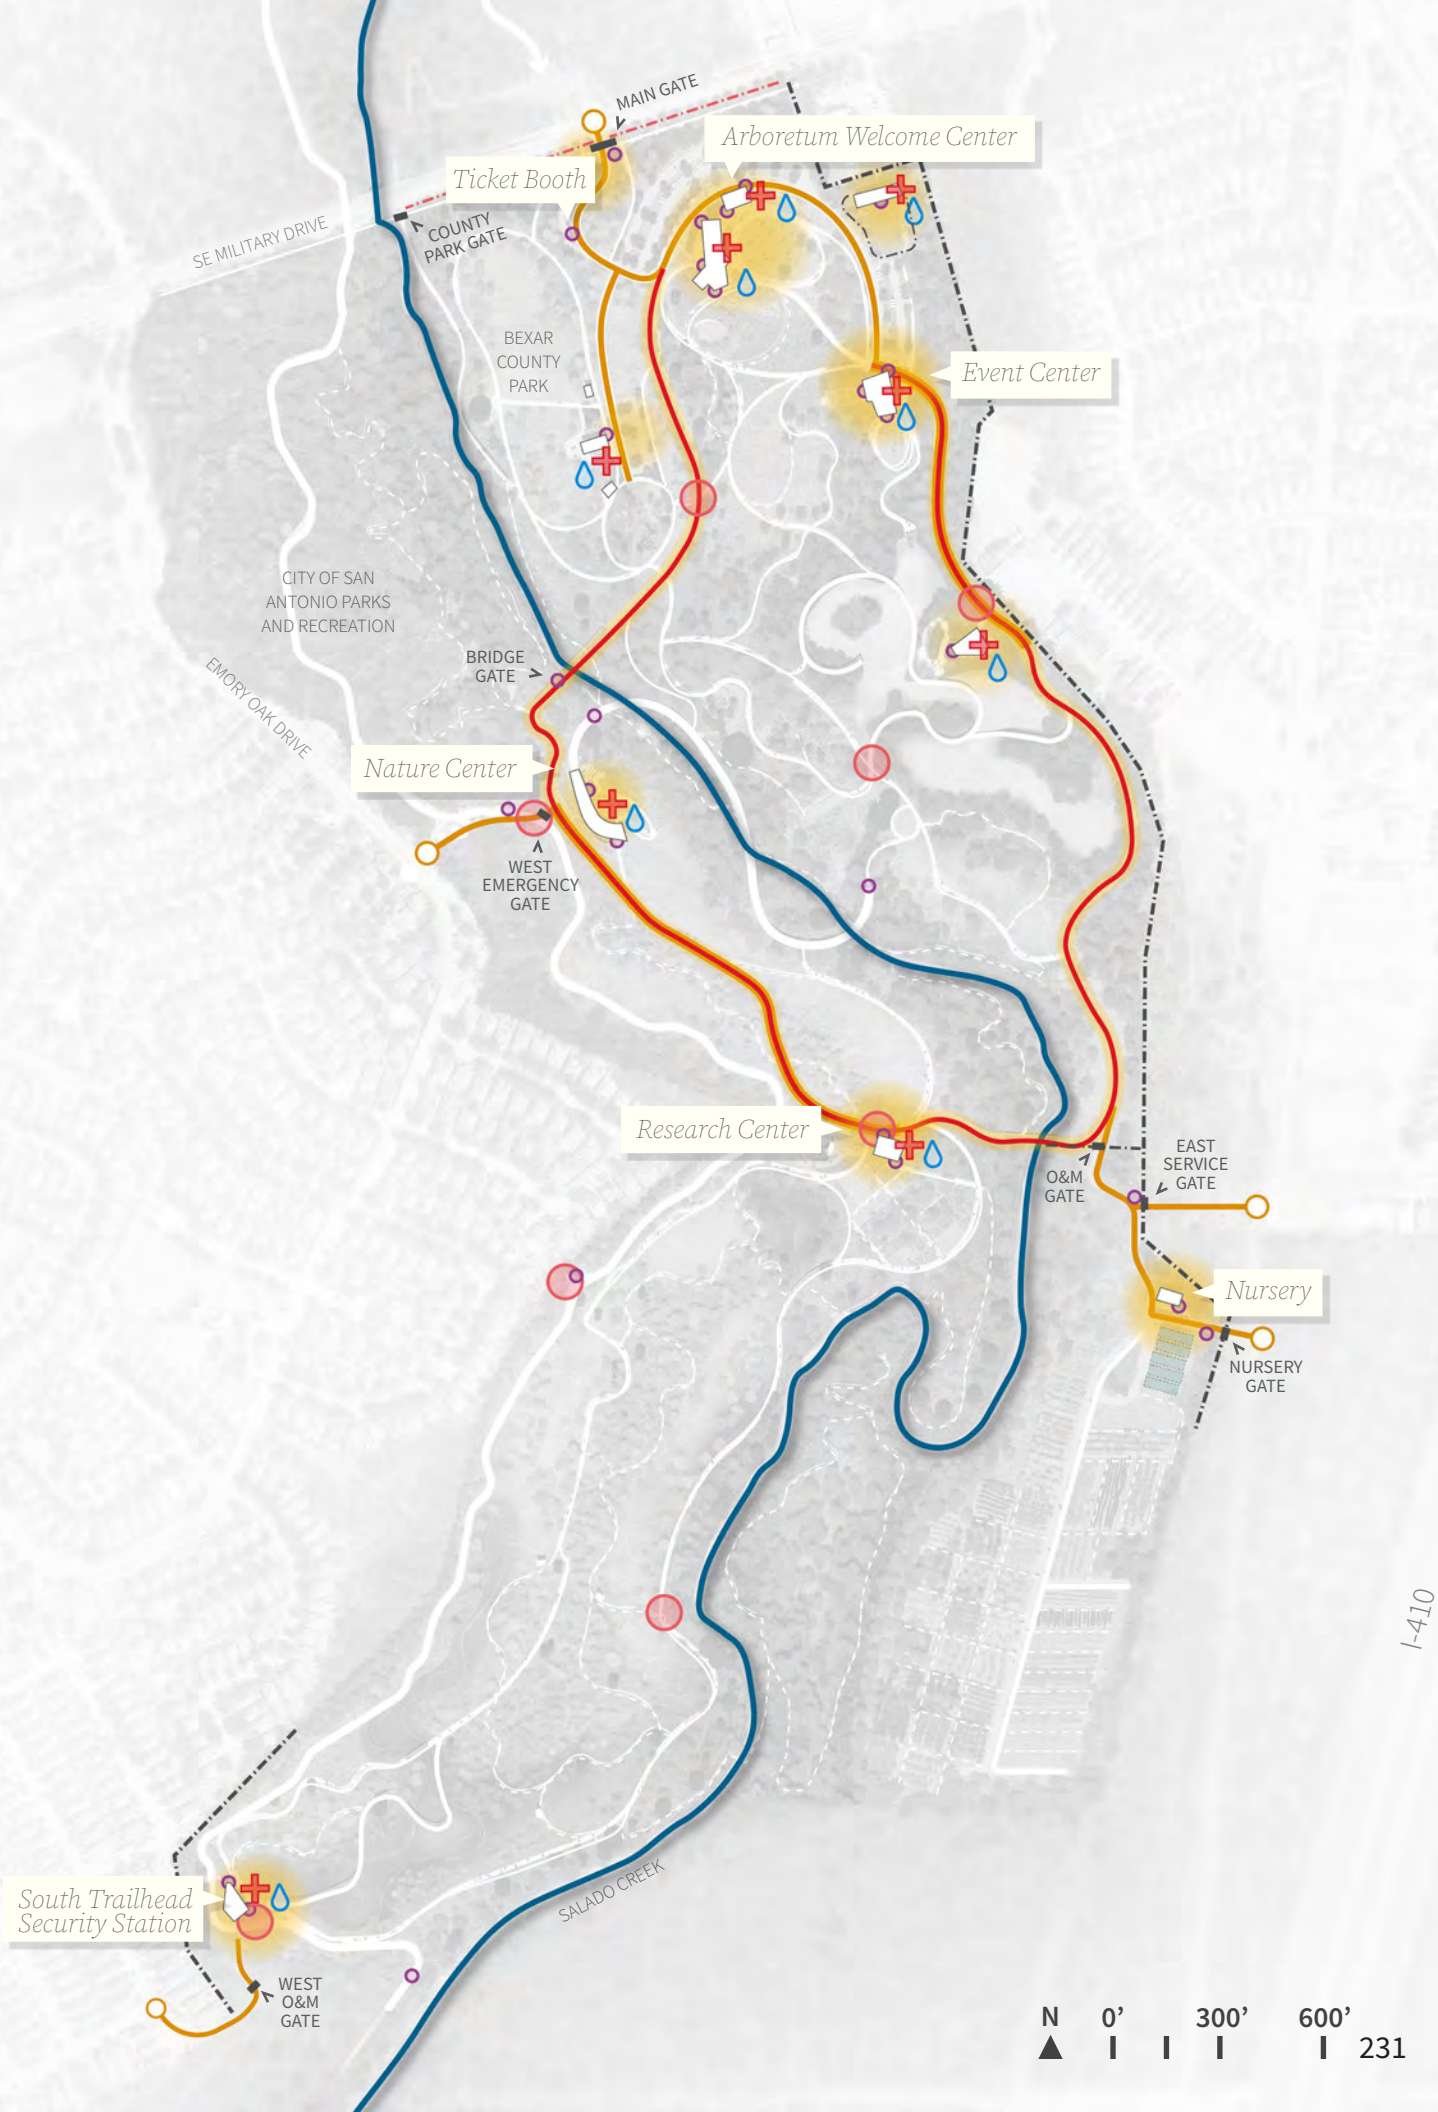 MAIN GATE
Arboretum Welcome Center
Ticket Booth
COUNTY
PARK GATE
SE MILITARY DRIVE
BEXAR
COUNTY
PARK
Event Center
CITY OF SAN
ANTONIO PARKS
AND RECREATION
BRIDGE
GATE
EMORY OAK DRIVE
Nature Center
WEST
EMERGENCY
GATE
Research Center
O&M
GATE
EAST
SERVICE
GATE
Nursery
NURSERY
GATE
I-410
SALADO CREEK
South Trailhead
Security Station
WEST
O&M
GATE
N 0’ 300’ 600’
231